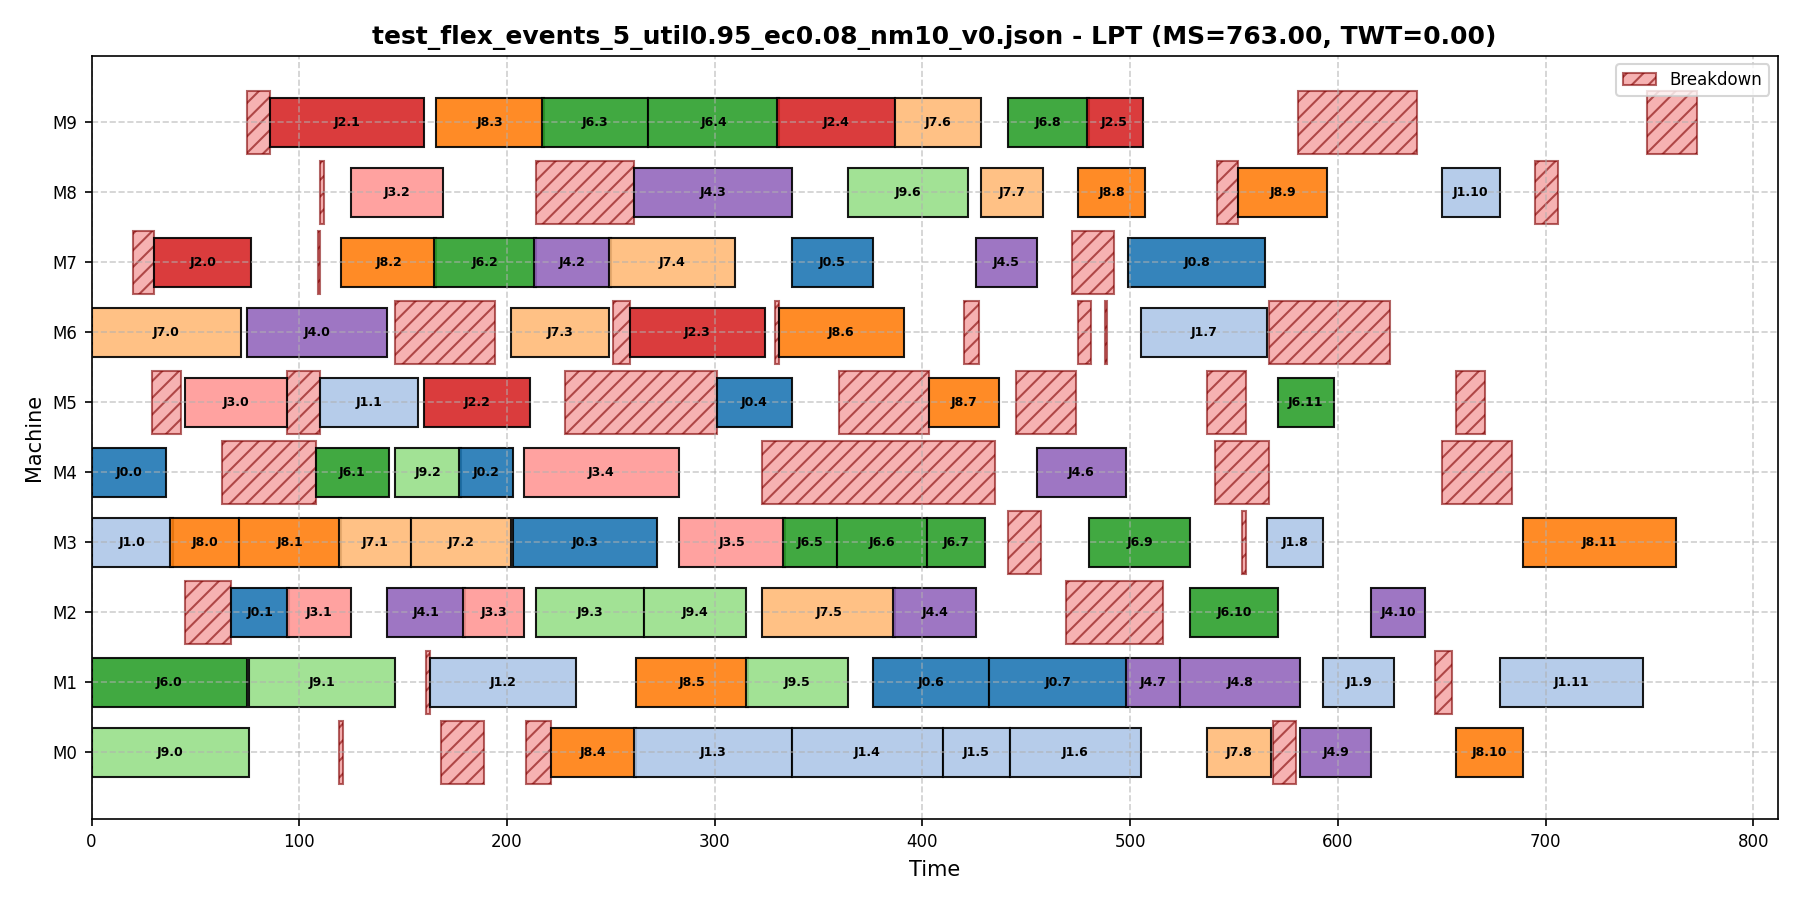 test_flex_events_5_util0.95_ec0.08_nm10_v0.json - LPT (MS=763.00, TWT=0.00)
Breakdown
M9 J2.1 J8.3 J6.3 J6.4 J2.4 J7.6 J6.8 J2.5
M8 J3.2 J4.3 J9.6 J7.7 J8.8 J8.9 J1.10
M7 J2.0 J8.2 J6.2 J4.2 J7.4 J0.5 J4.5 J0.8
M6 J7.0 J4.0 J7.3 J2.3 J8.6 J1.7
M5 J3.0 J1.1 J2.2 J0.4 J8.7 J6.11
M4 J0.0 J6.1 J9.2 J0.2 J3.4 J4.6
M3 J1.0 J8.0 J8.1 J7.1 J7.2 J0.3 J3.5 J6.5 J6.6 J6.7 J6.9 J1.8 J8.11
M2 J0.1 J3.1 J4.1 J3.3 J9.3 J9.4 J7.5 J4.4 J6.10 J4.10
M1 J6.0 J9.1 J1.2 J8.5 J9.5 J0.6 J0.7 J4.7 J4.8 J1.9 J1.11
M0 J9.0 J8.4 J1.3 J1.4 J1.5 J1.6 J7.8 J4.9 J8.10
Machine
0 100 200 300 400 500 600 700 800
Time